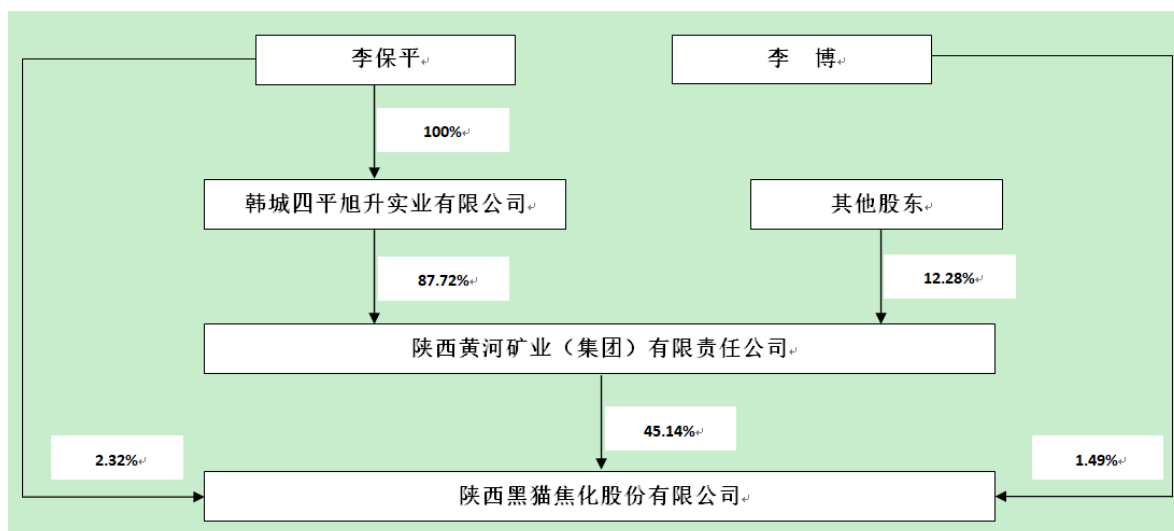 李保平
李 博
100%
韩城四平旭升实业有限公司
其他股东
87.72%
12.28%
陕西黄河矿业（集团）有限责任公司
45.14%
2.32%
1.49%
陕西黑猫焦化股份有限公司